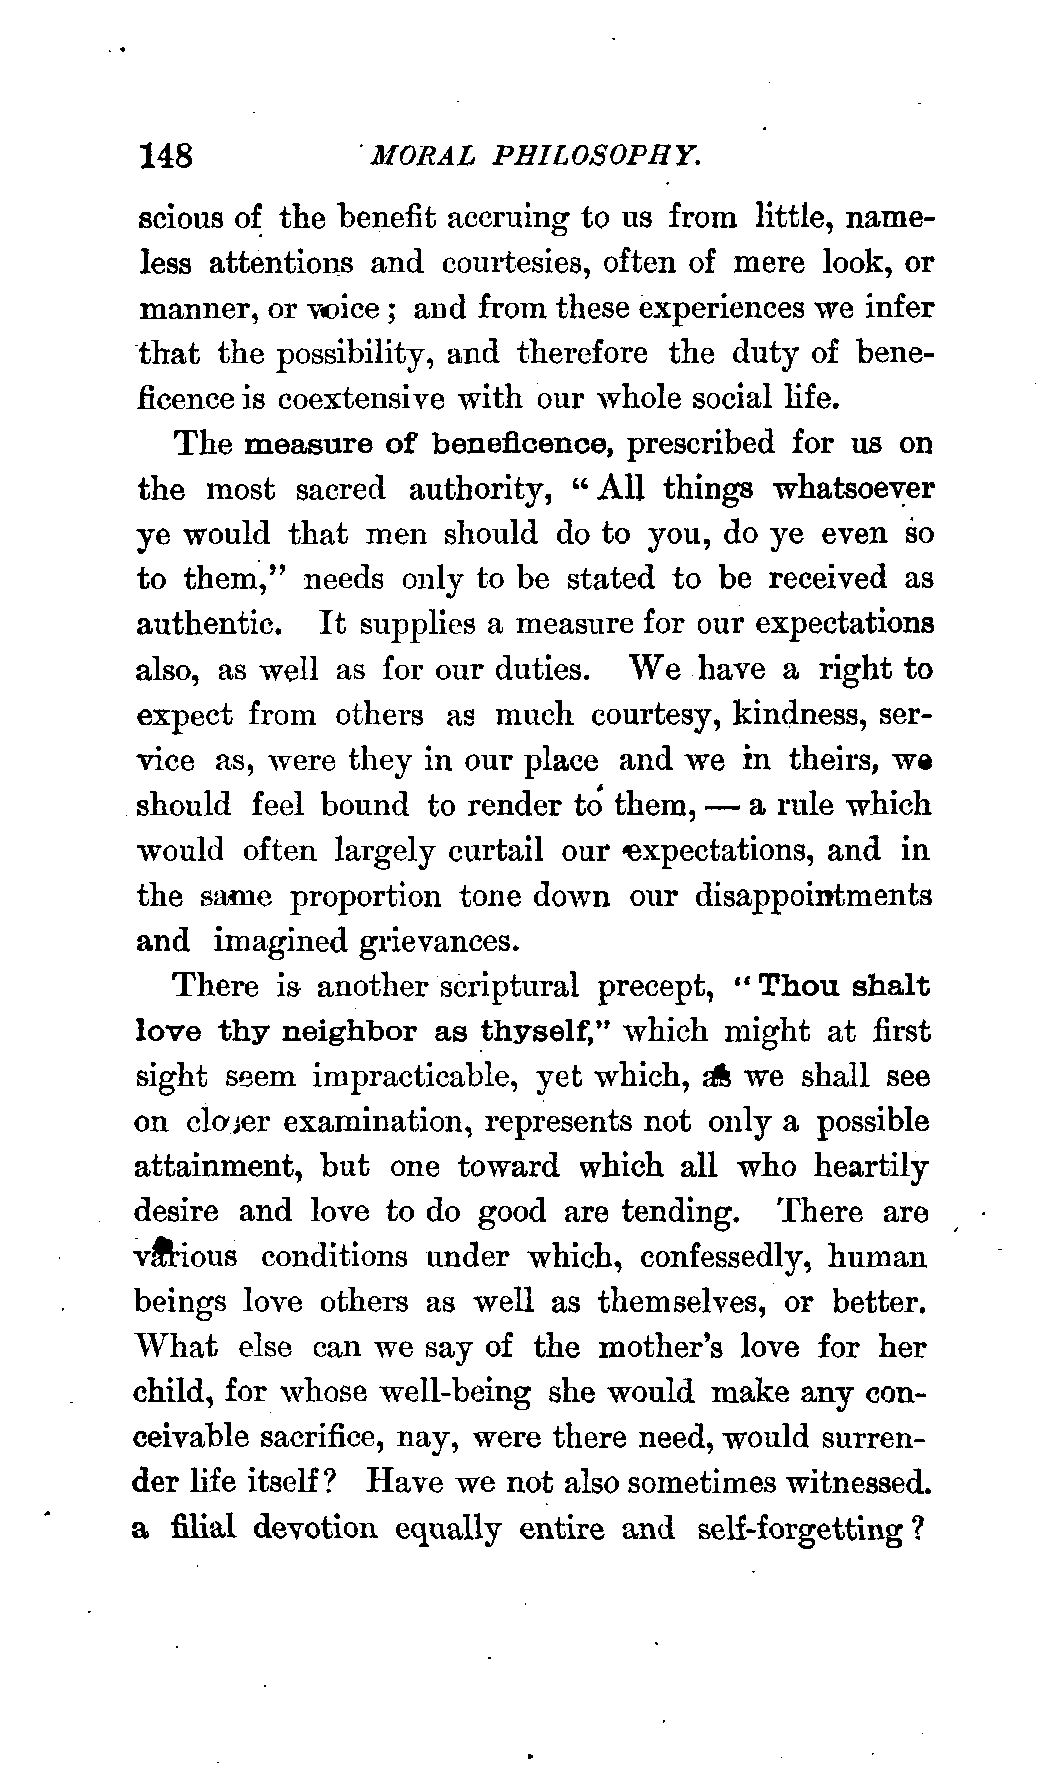 148 MORAL PHILOSOPHY.
scious of the benefit accruing to us from little, name-
less attentions and courtesies, often of mere look, or
manner, or voice; and from these experiences we infer
that the possibility, and therefore the duty of bene-
ficence is coextensive with our whole social life.
The measure of beneficence, prescribed for us on
the most sacred authority, "All things whatsoever
ye would that men should do to you, do ye even so
to them," needs only to be stated to be received as
authentic. It supplies a measure for our expectations
also, as well as for our duties. We have a right to
expect from others as much courtesy, kindness, ser-
vice as, were they in our place and we in theirs, we
should feel bound to render to them, — a rule which
would often largely curtail our expectations, and in
the same proportion tone down our disappointments
and imagined grievances.
There is another scriptural precept, "Thou shalt
love thy neighbor as thyself," which might at first
sight seem impracticable, yet which, as we shall see
on closer examination, represents not only a possible
attainment, but one toward which all who heartily
desire and love to do good are tending. There are
various conditions under which, confessedly, human
beings love others as well as themselves, or better.
What else can we say of the mother's love for her
child, for whose well-being she would make any con-
ceivable sacrifice, nay, were there need, would surren-
der life itself? Have we not also sometimes witnessed.
a filial devotion equally entire and self-forgetting?